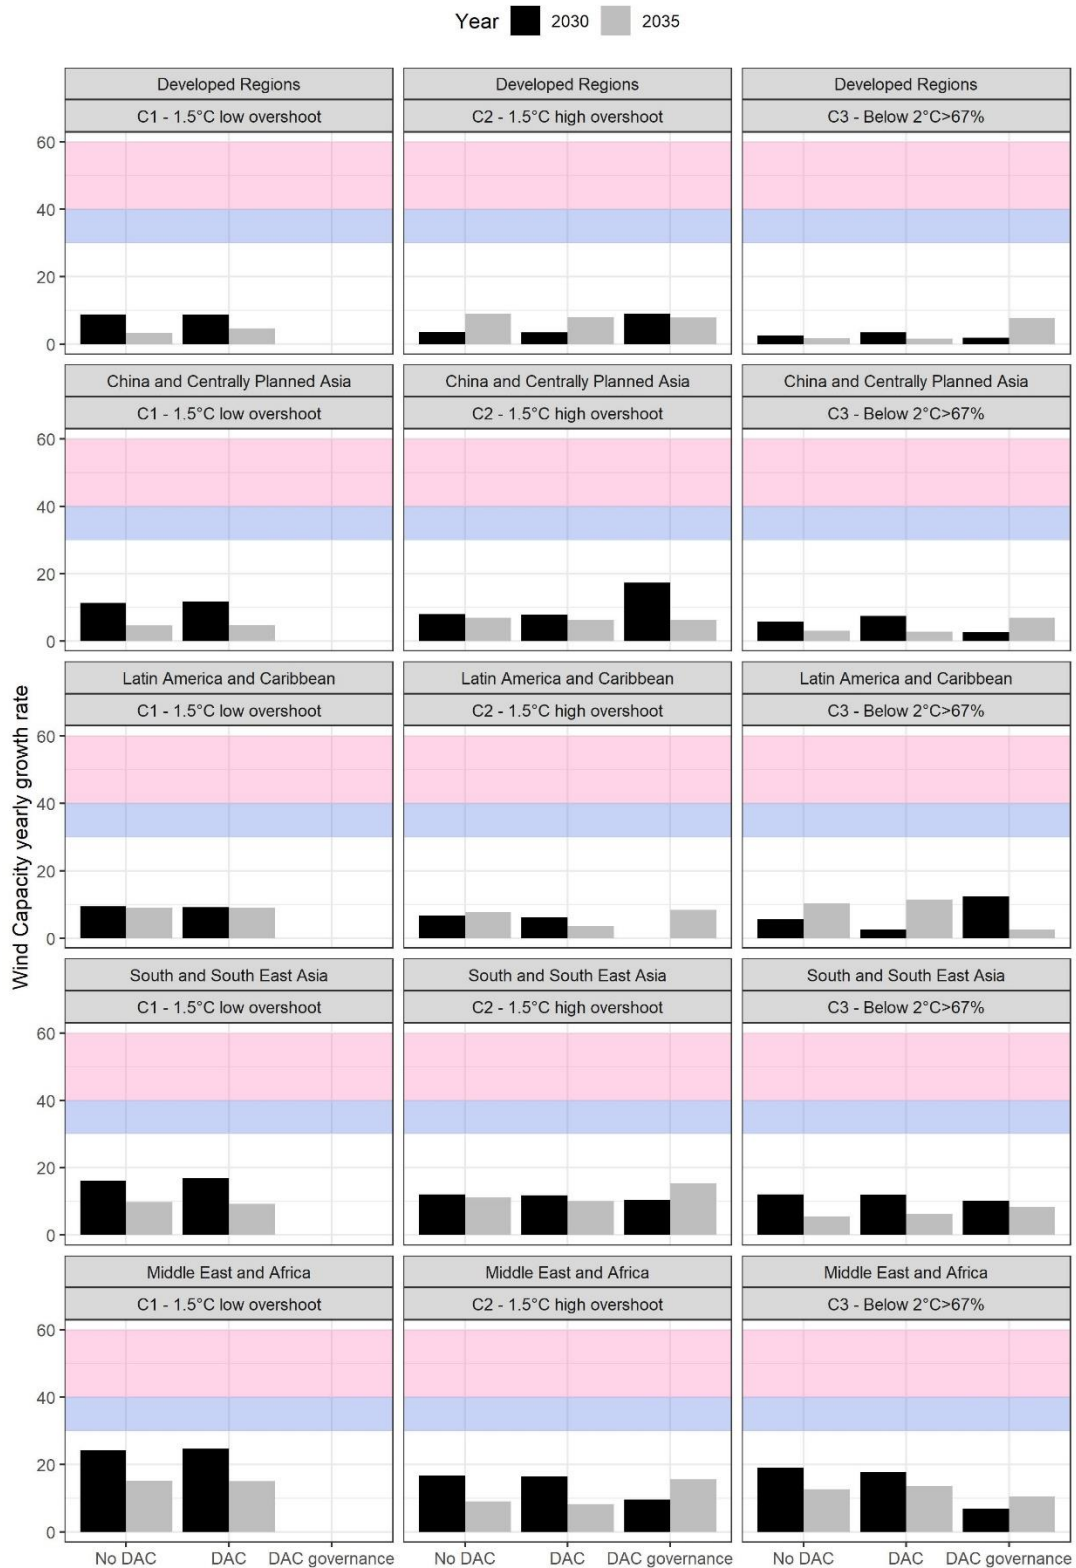 Year 2030 2035
Developed Regions Developed Regions Developed Regions
C1 - 1.5°C low overshoot C2 - 1.5°C high overshoot C3 - Below 2°C>67%
60
40
20
0
China and Centrally Planned Asia China and Centrally Planned Asia China and Centrally Planned Asia
C1 - 1.5°C low overshoot C2 - 1.5°C high overshoot C3 - Below 2°C>67%
60
40
20
0
Wind Capacity yearly growth rate
Latin America and Caribbean Latin America and Caribbean Latin America and Caribbean
C1 - 1.5°C low overshoot C2 - 1.5°C high overshoot C3 - Below 2°C>67%
60
40
20
0
South and South East Asia South and South East Asia South and South East Asia
C1 - 1.5°C low overshoot C2 - 1.5°C high overshoot C3 - Below 2°C>67%
60
40
20
0
Middle East and Africa Middle East and Africa Middle East and Africa
C1 - 1.5°C low overshoot C2 - 1.5°C high overshoot C3 - Below 2°C>67%
60
40
20
0
No DAC DAC DAC governance No DAC DAC DAC governance No DAC DAC DAC governance